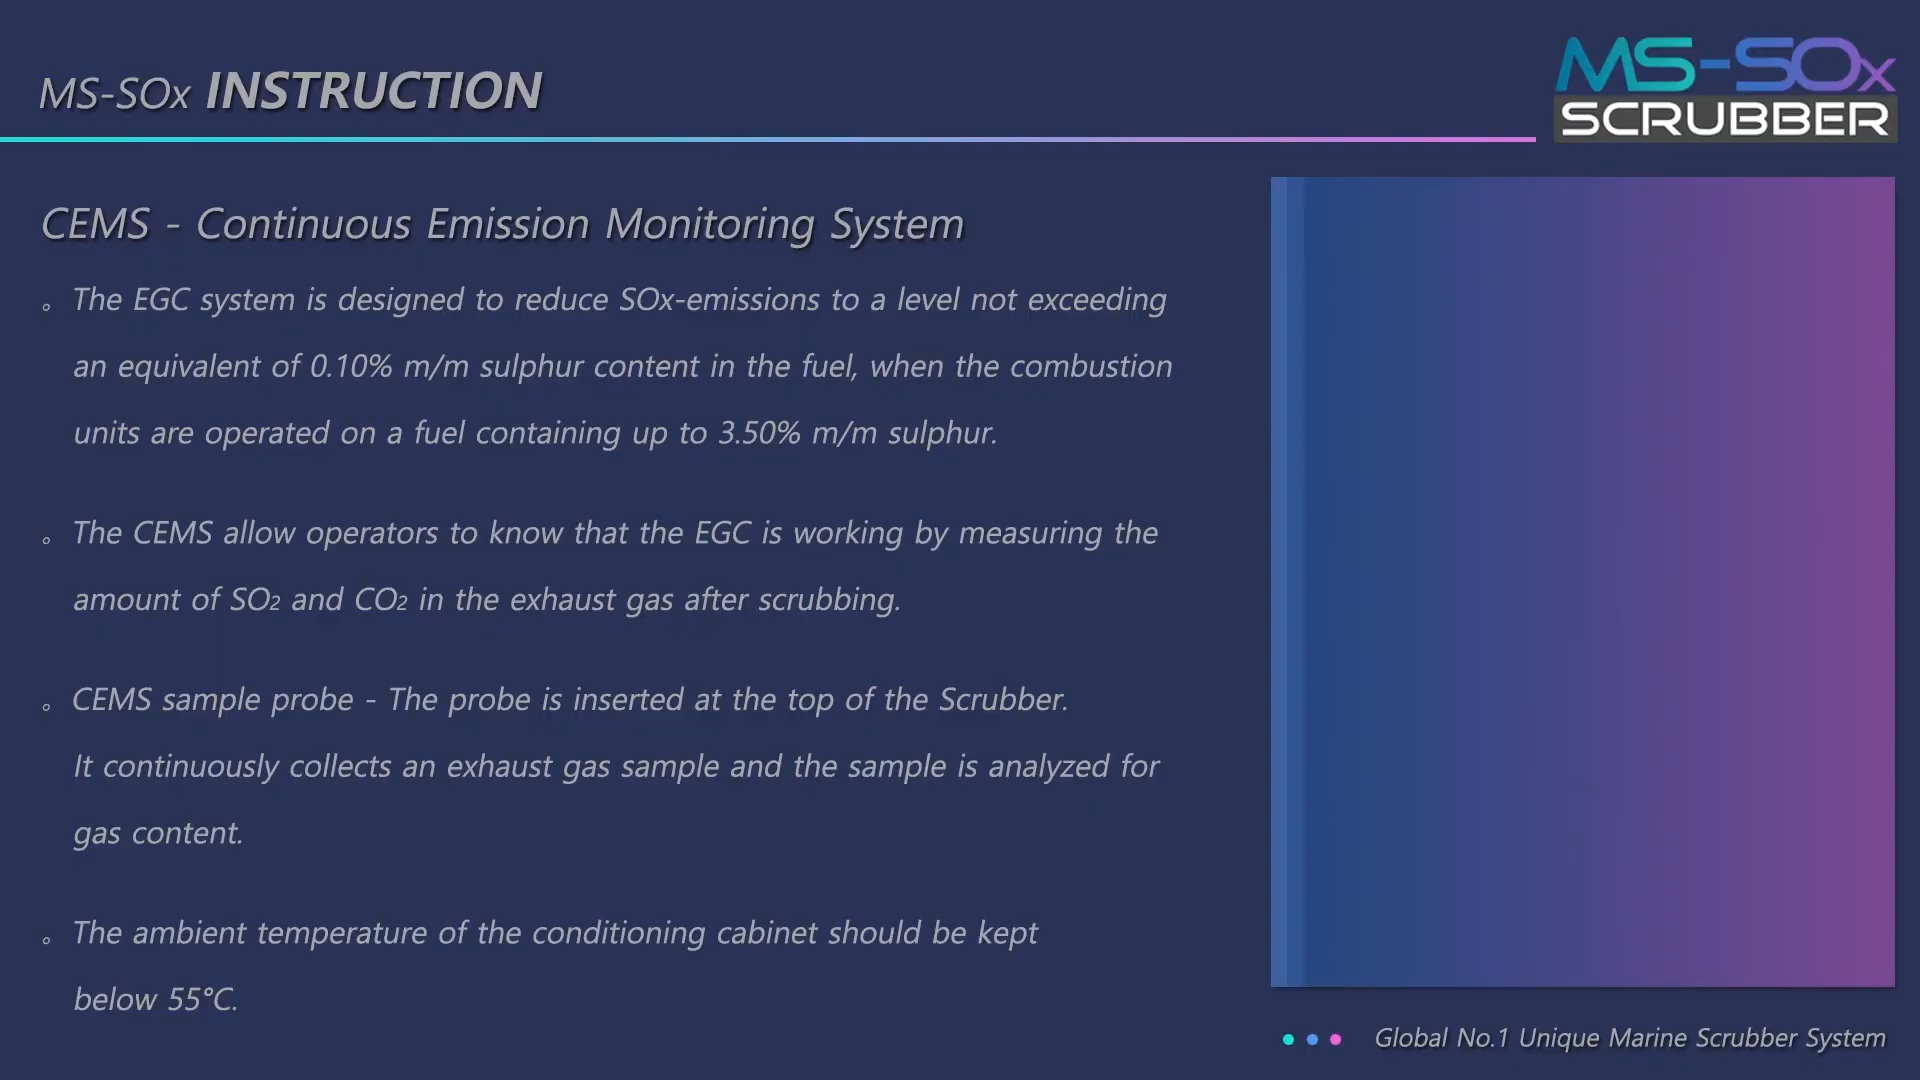 MS-SOx INSTRUCTION
MS-SOx
SCRUBBER
CEMS - Continuous Emission Monitoring System
。The EGC system is designed to reduce SOx-emissions to a level not exceeding
an equivalent of 0.10% m/m sulphur content in the fuel, when the combustion
units are operated on a fuel containing up to 3.50% m/m sulphur.
。The CEMS allow operators to know that the EGC is working by measuring the
amount of SO₂ and CO₂ in the exhaust gas after scrubbing.
。CEMS sample probe - The probe is inserted at the top of the Scrubber.
It continuously collects an exhaust gas sample and the sample is analyzed for
gas content.
。The ambient temperature of the conditioning cabinet should be kept
below 55°C.
Global No.1 Unique Marine Scrubber System